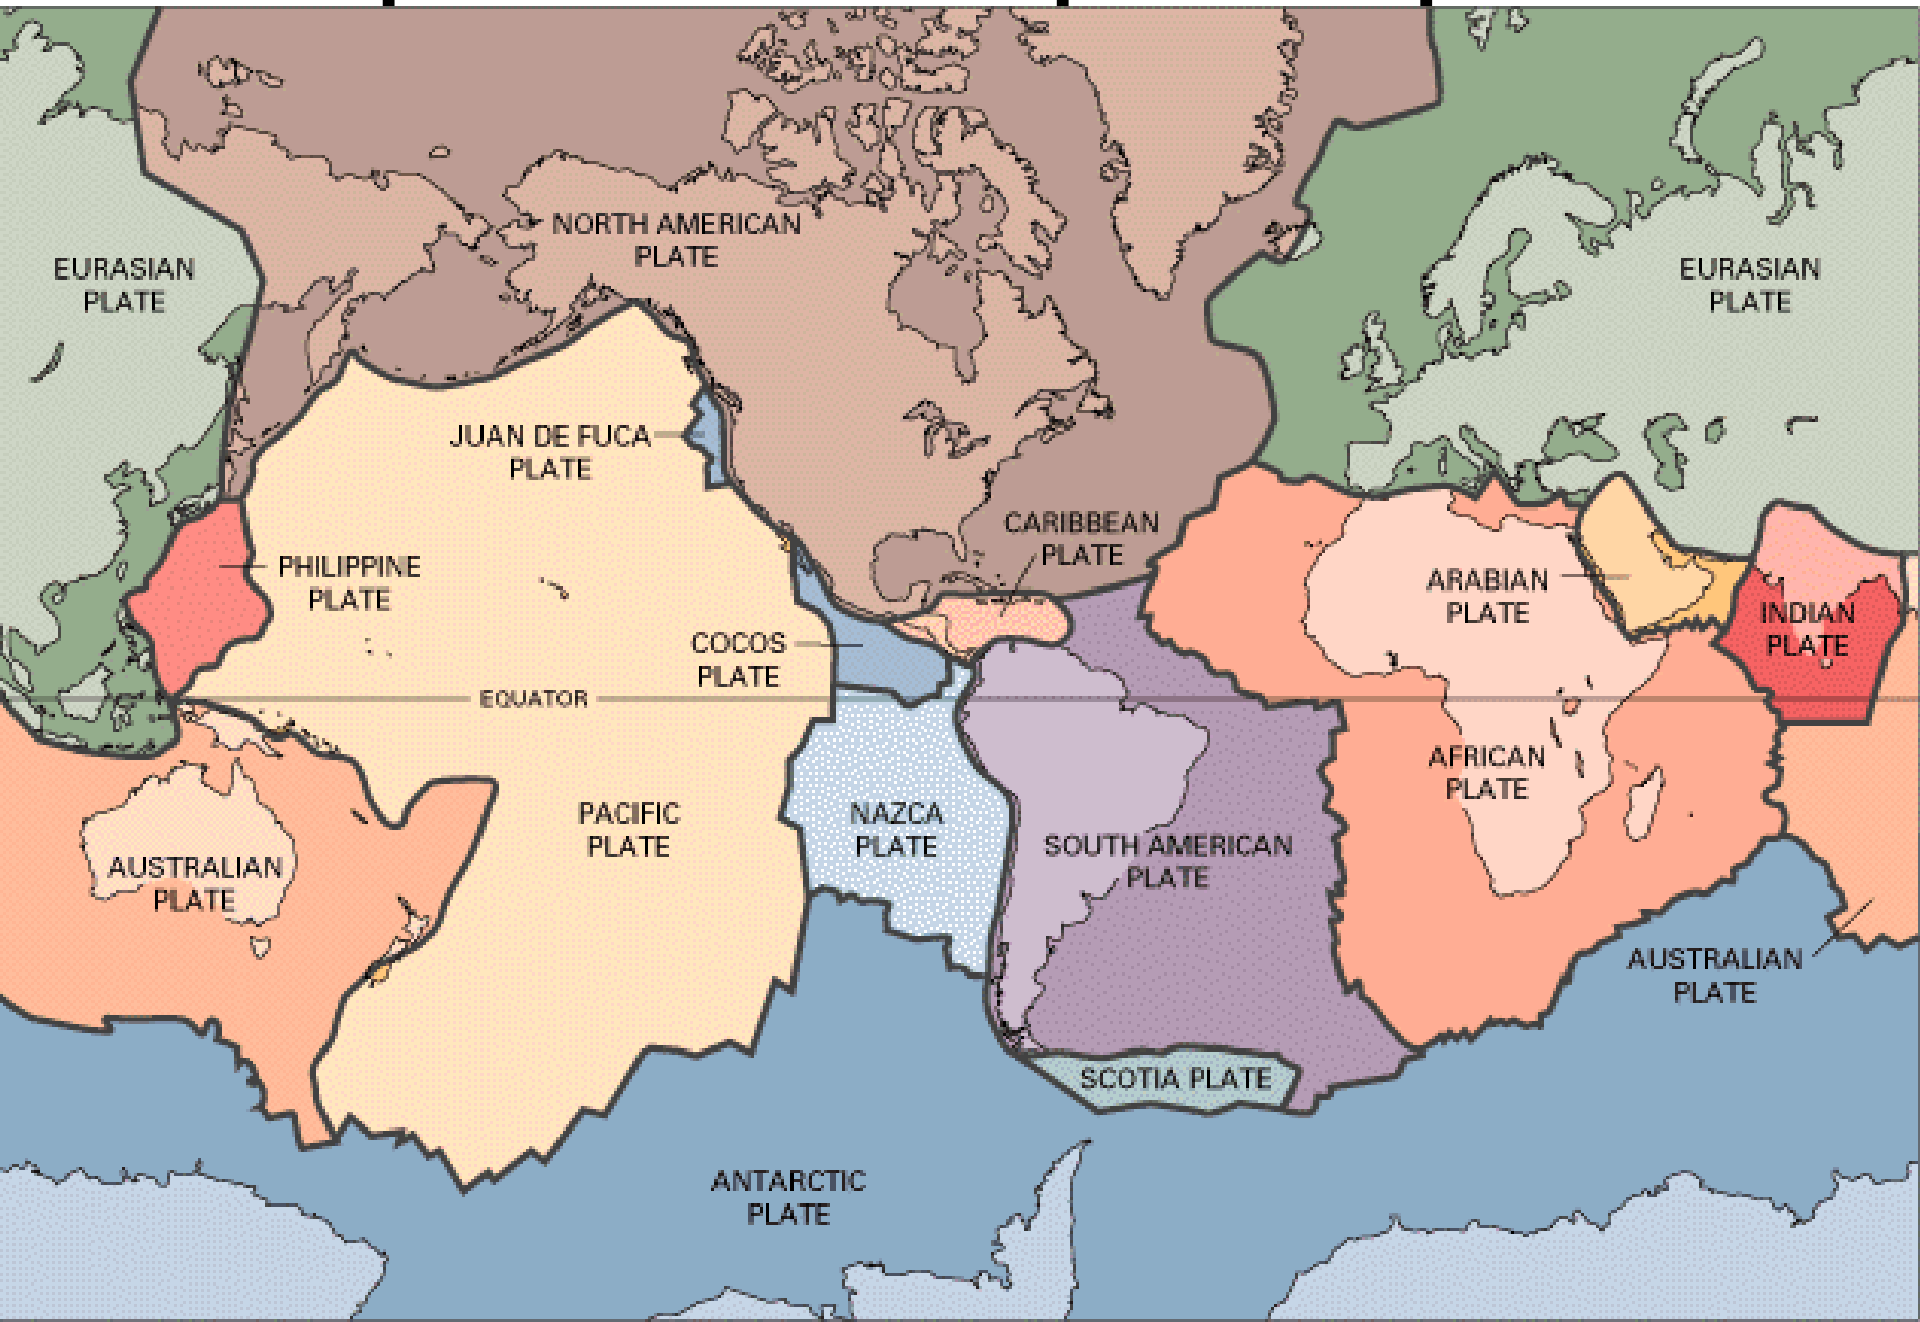 NORTH AMERICAN
PLATE
EURASIAN
PLATE
EURASIAN
PLATE
JUAN DE FUCA
PLATE
CARIBBEAN
PLATE
PHILIPPINE
PLATE
ARABIAN
PLATE
INDIAN
PLATE
COCOS
PLATE
EQUATOR
AFRICAN
PLATE
PACIFIC
PLATE
NAZCA
PLATE
SOUTH AMERICAN
PLATE
AUSTRALIAN
PLATE
AUSTRALIAN
PLATE
SCOTIA PLATE
ANTARCTIC
PLATE